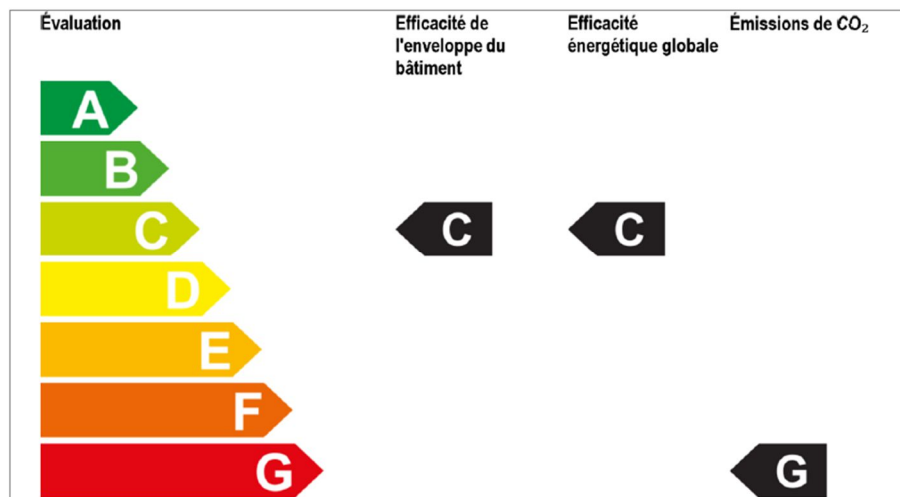 Évaluation
Efficacité de
l'enveloppe du
bâtiment
Efficacité
énergétique globale
Émissions de CO₂
A
B
C
C
C
D
E
F
G
G